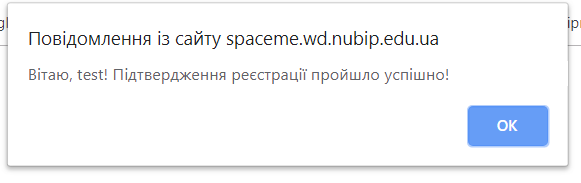 Повідомлення із сайту spaceme.wd.nubip.edu.ua
Вітаю, test! Підтвердження реєстрації пройшло успішно!
OK